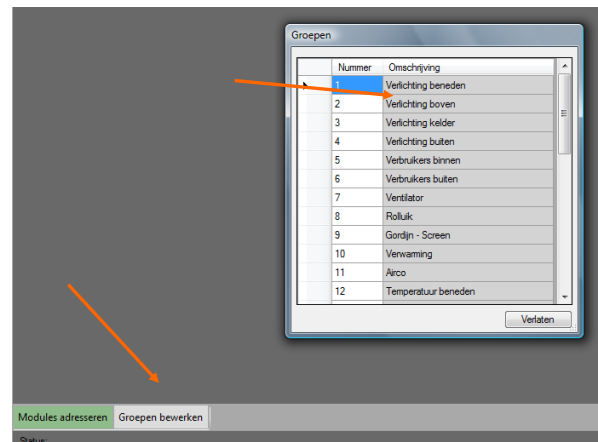 Groepen
Nummer Omschrijving
1 Verlichting beneden
2 Verlichting boven
3 Verlichting kelder
4 Verlichting buiten
5 Verbruikers binnen
6 Verbruikers buiten
7 Ventilator
8 Rolluik
9 Gordijn - Screen
10 Verwarming
11 Airco
12 Temperatuur beneden
Verlaten
Modules adresseren Groepen bewerken
Status: